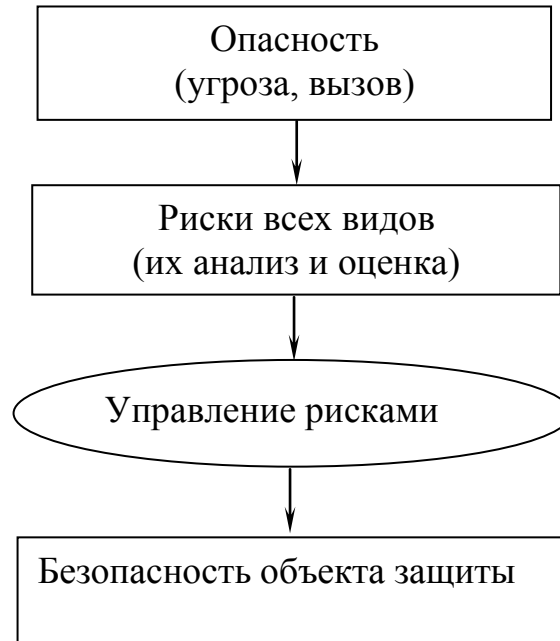 Опасность
(угроза, вызов)
Риски всех видов
(их анализ и оценка)
Управление рисками
Безопасность объекта защиты